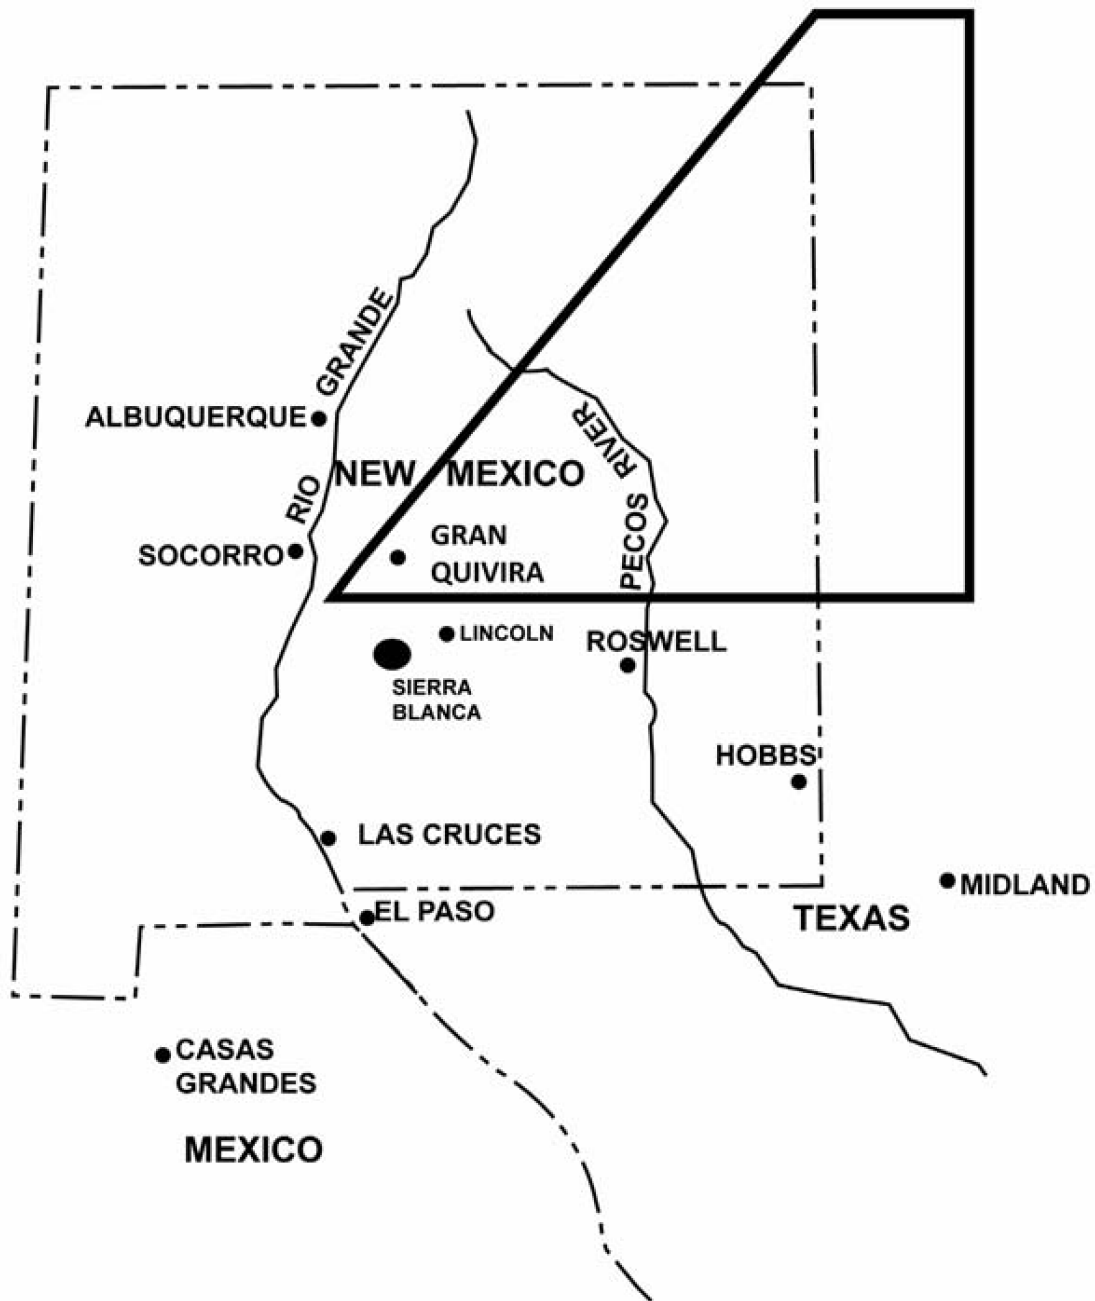 GRANDE
ALBUQUERQUE
NEW MEXICO
RIVER
RIO
PECOS
SOCORRO
GRAN
QUIVIRA
LINCOLN
ROSWELL
SIERRA
BLANCA
HOBBS
LAS CRUCES
MIDLAND
EL PASO
TEXAS
CASAS
GRANDES
MEXICO